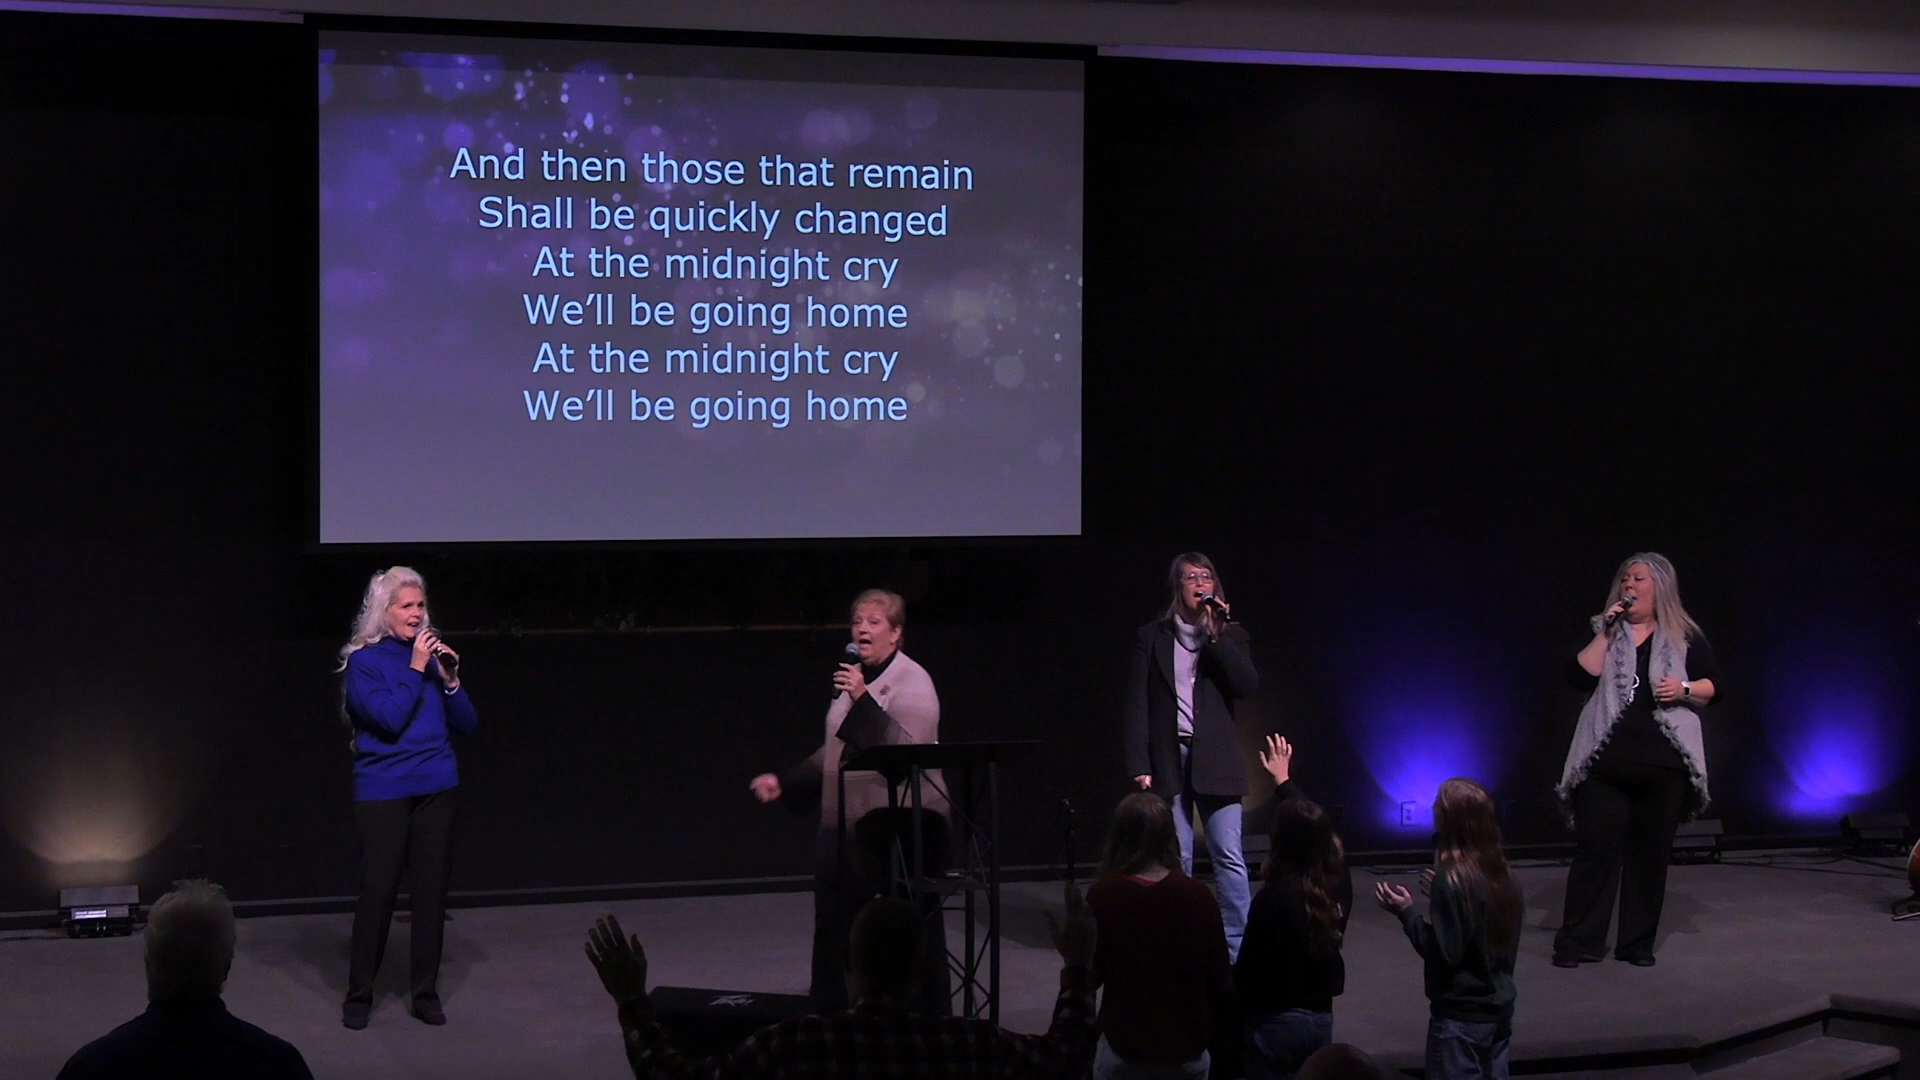 And then those that remain
Shall be quickly changed
At the midnight cry
We’ll be going home
At the midnight cry
We’ll be going home